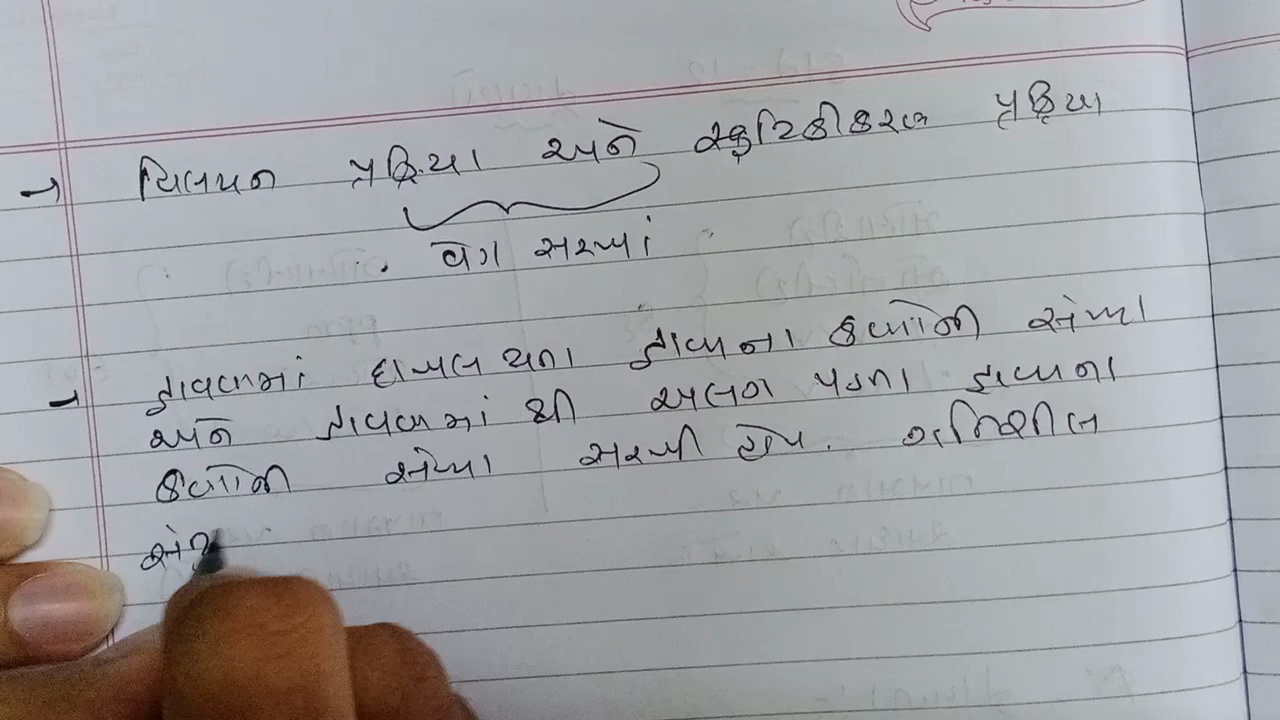 → વિલયન પ્રક્રિયા અને સ્ફટિકીકરણ પ્રક્રિયા
વેગ સરખાં
→ દ્રાવણમાં દાખલ થતા દ્રાવ્યના કણોની સંખ્યા
અને દ્રાવણમાં થી અલગ પડતા દ્રાવ્યના
કણોની સંખ્યા સરખી હોય. ગતિશીલ
સંતુ